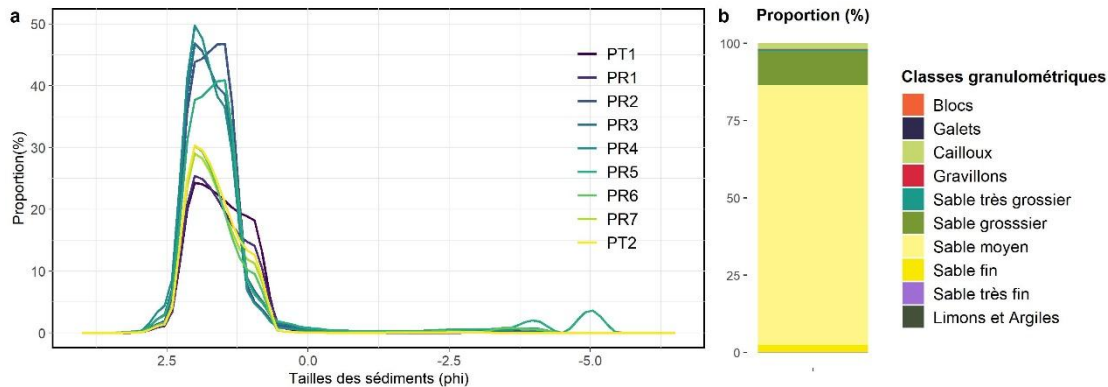 a
50
40
30
20
10
0
Proportion(%)
2.5
0.0
-2.5
-5.0
Tailles des sédiments (phi)
PT1
PR1
PR2
PR3
PR4
PR5
PR6
PR7
PT2
b
Proportion (%)
100
75
50
25
0
Classes granulométriques
Blocs
Galets
Cailloux
Gravillons
Sable très grossier
Sable grosssier
Sable moyen
Sable fin
Sable très fin
Limons et Argiles